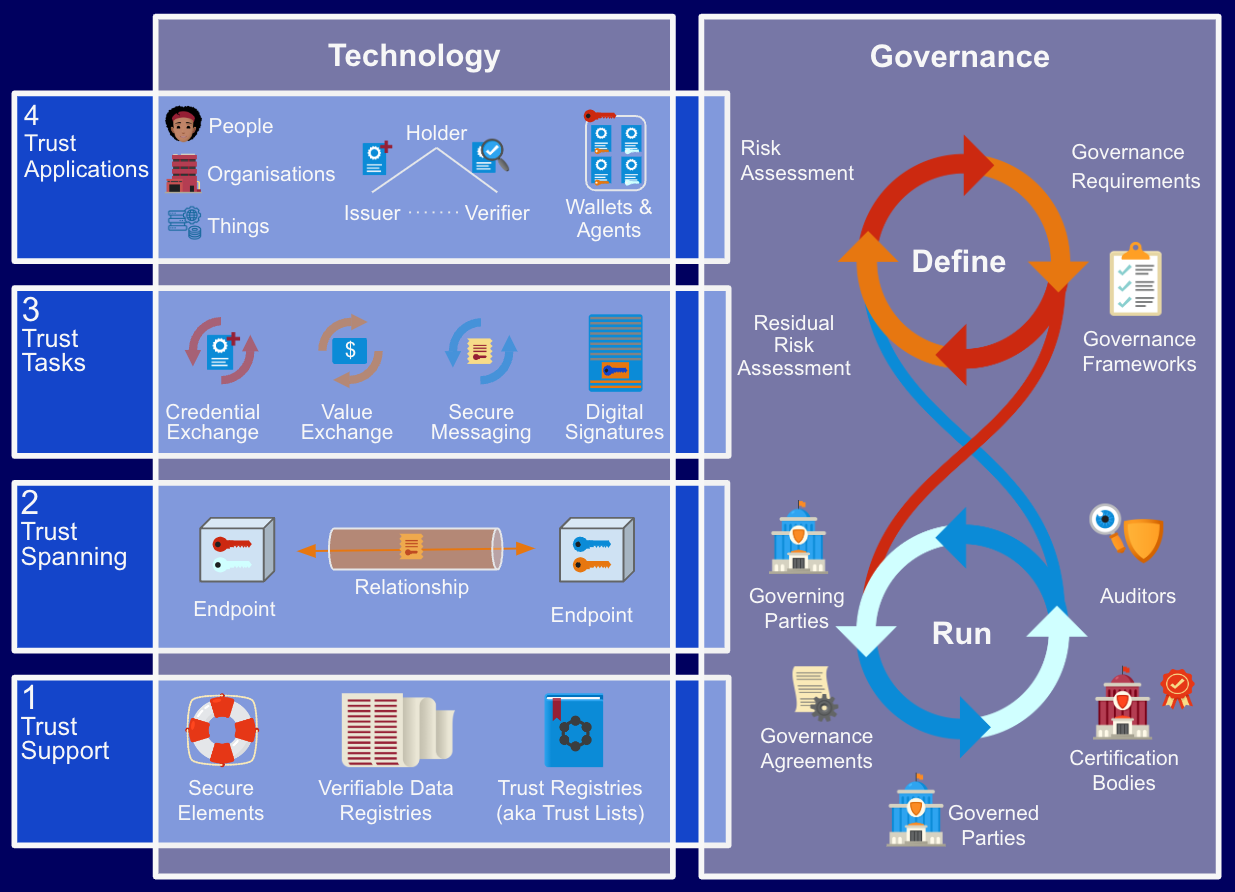 Technology
Governance
4
Trust
Applications
People
Organisations
Things
Holder
Issuer ....... Verifier
Wallets &
Agents
3
Trust
Tasks
$
Credential
Exchange
Value
Exchange
Secure
Messaging
Digital
Signatures
2
Trust
Spanning
Endpoint
Relationship
Endpoint
1
Trust
Support
Secure
Elements
Verifiable Data
Registries
Trust Registries
(aka Trust Lists)
Risk
Assessment
Governance
Requirements
Define
Residual
Risk
Assessment
Governance
Frameworks
Governing
Parties
Auditors
Run
Governance
Agreements
Certification
Bodies
Governed
Parties